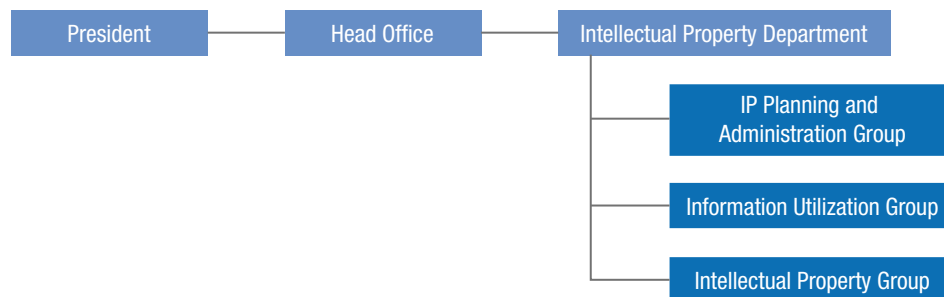 President
Head Office
Intellectual Property Department
IP Planning and
Administration Group
Information Utilization Group
Intellectual Property Group